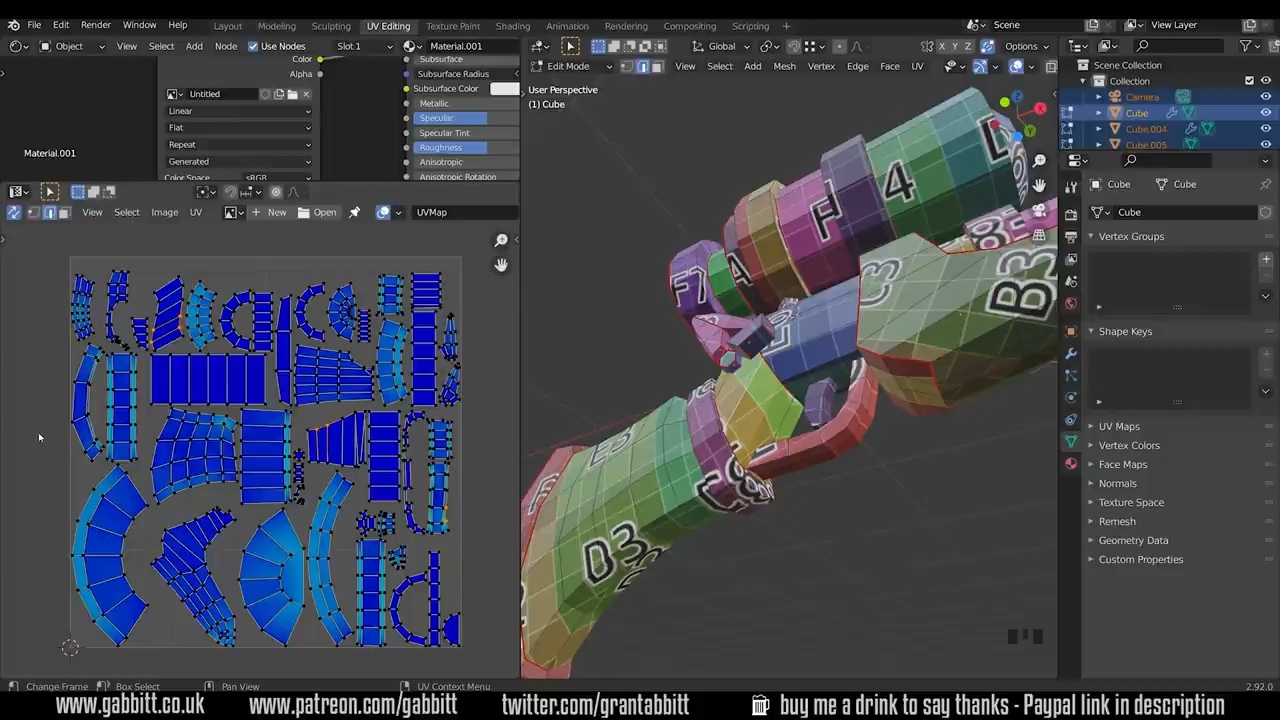 File Edit Render Window Help Layout Modeling Sculpting UV Editing Texture Paint Shading Animation Rendering Compositing Scripting + Scene View Layer
Object View Select Add Node Use Nodes Slot 1 Material.001 Global X Y Z Options
Edit Mode View Select Add Mesh Vertex Edge Face UV
Color
Alpha
Untitled
Linear
Flat
Repeat
Generated
Color Space sRGB
Material.001
Subsurface
Subsurface Radius
Subsurface Color
Metallic
Specular
Specular Tint
Roughness
Anisotropic
Anisotropic Rotation
View Select Image UV New Open UVMap
User Perspective
(1) Cube
X
Y
Z
F7
A
F
4
C3
B3
E5
D3
Scene Collection
Collection
Camera
Cube
Cube.004
Cube.005
Cube Cube
Cube
Vertex Groups
Shape Keys
UV Maps
Vertex Colors
Face Maps
Normals
Texture Space
Remesh
Geometry Data
Custom Properties
Change Frame Box Select Pan View UV Context Menu 2.92.0
www.gabbitt.co.uk www.patreon.com/gabbitt twitter.com/grantabbitt buy me a drink to say thanks - Paypal link in description